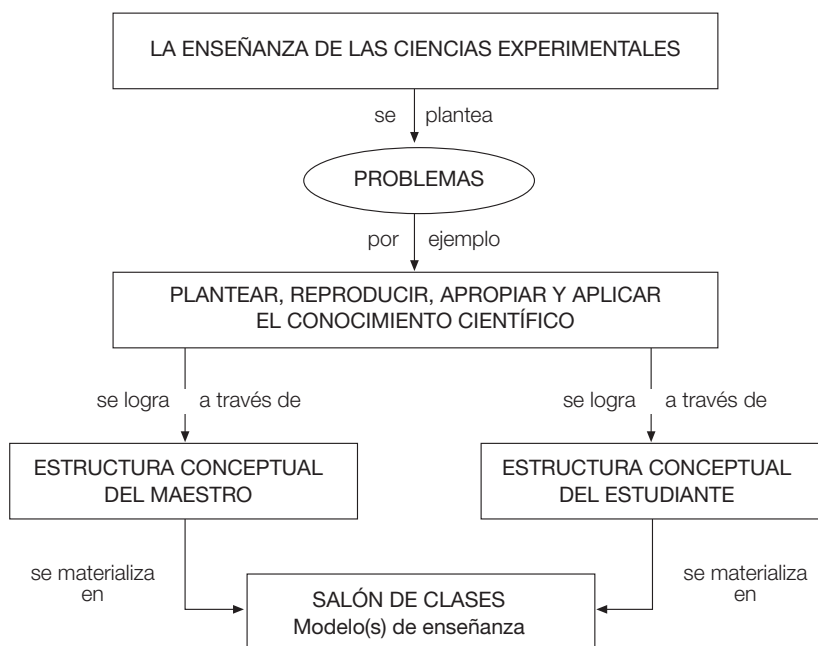 LA ENSEÑANZA DE LAS CIENCIAS EXPERIMENTALES
se plantea
PROBLEMAS
por ejemplo
PLANTEAR, REPRODUCIR, APROPIAR Y APLICAR
EL CONOCIMIENTO CIENTÍFICO
se logra a través de
se logra a través de
ESTRUCTURA CONCEPTUAL
DEL MAESTRO
ESTRUCTURA CONCEPTUAL
DEL ESTUDIANTE
se materializa
en
se materializa
en
SALÓN DE CLASES
Modelo(s) de enseñanza